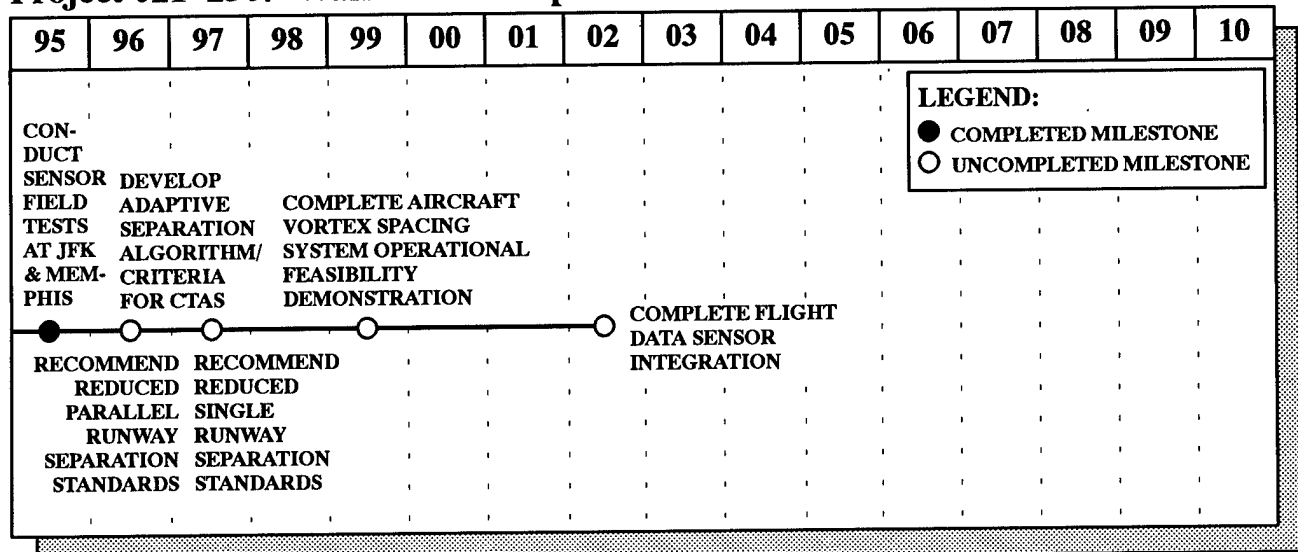 95 96 97 98 99 00 01 02 03 04 05 06 07 08 09 10
LEGEND:
COMPLETED MILESTONE
UNCOMPLETED MILESTONE
CON-
DUCT
SENSOR
FIELD
TESTS
AT JFK
& MEM-
PHIS
DEVELOP
ADAPTIVE
SEPARATION
ALGORITHM/
CRITERIA
FOR CTAS
COMPLETE AIRCRAFT
VORTEX SPACING
SYSTEM OPERATIONAL
FEASIBILITY
DEMONSTRATION
COMPLETE FLIGHT
DATA SENSOR
INTEGRATION
RECOMMEND
REDUCED
PARALLEL
RUNWAY
SEPARATION
STANDARDS
RECOMMEND
REDUCED
SINGLE
RUNWAY
SEPARATION
STANDARDS